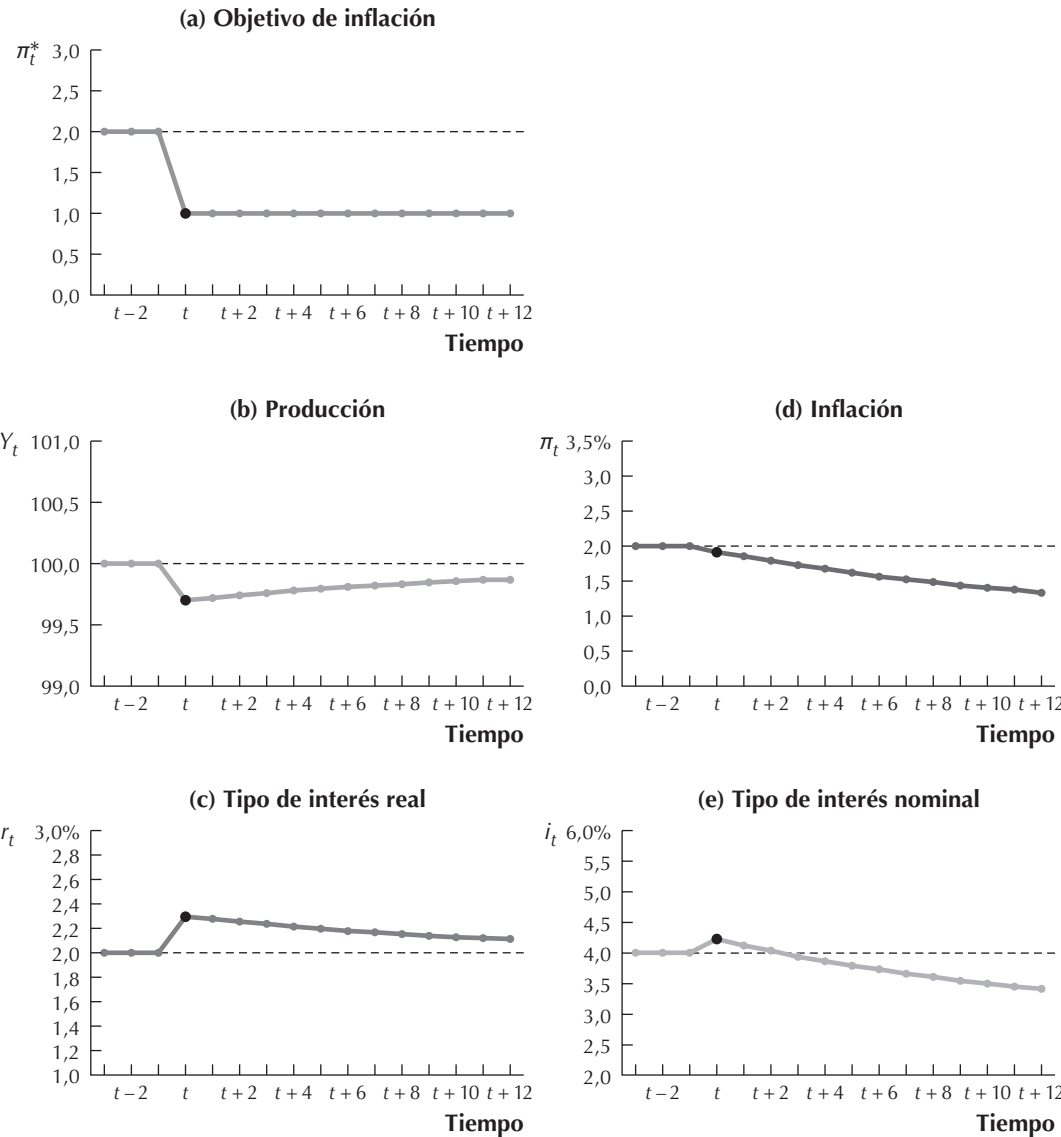 (a) Objetivo de inflación
π*t 3,0
2,5
2,0
1,5
1,0
0,5
0,0
t – 2 t t + 2 t + 4 t + 6 t + 8 t + 10 t + 12
Tiempo
(b) Producción
Yt 101,0
100,5
100,0
99,5
99,0
t – 2 t t + 2 t + 4 t + 6 t + 8 t + 10 t + 12
Tiempo
(d) Inflación
πt 3,5%
3,0
2,5
2,0
1,5
1,0
0,5
0,0
t – 2 t t + 2 t + 4 t + 6 t + 8 t + 10 t + 12
Tiempo
(c) Tipo de interés real
rt 3,0%
2,8
2,6
2,4
2,2
2,0
1,8
1,6
1,4
1,2
1,0
t – 2 t t + 2 t + 4 t + 6 t + 8 t + 10 t + 12
Tiempo
(e) Tipo de interés nominal
it 6,0%
5,5
5,0
4,5
4,0
3,5
3,0
2,5
2,0
t – 2 t t + 2 t + 4 t + 6 t + 8 t + 10 t + 12
Tiempo